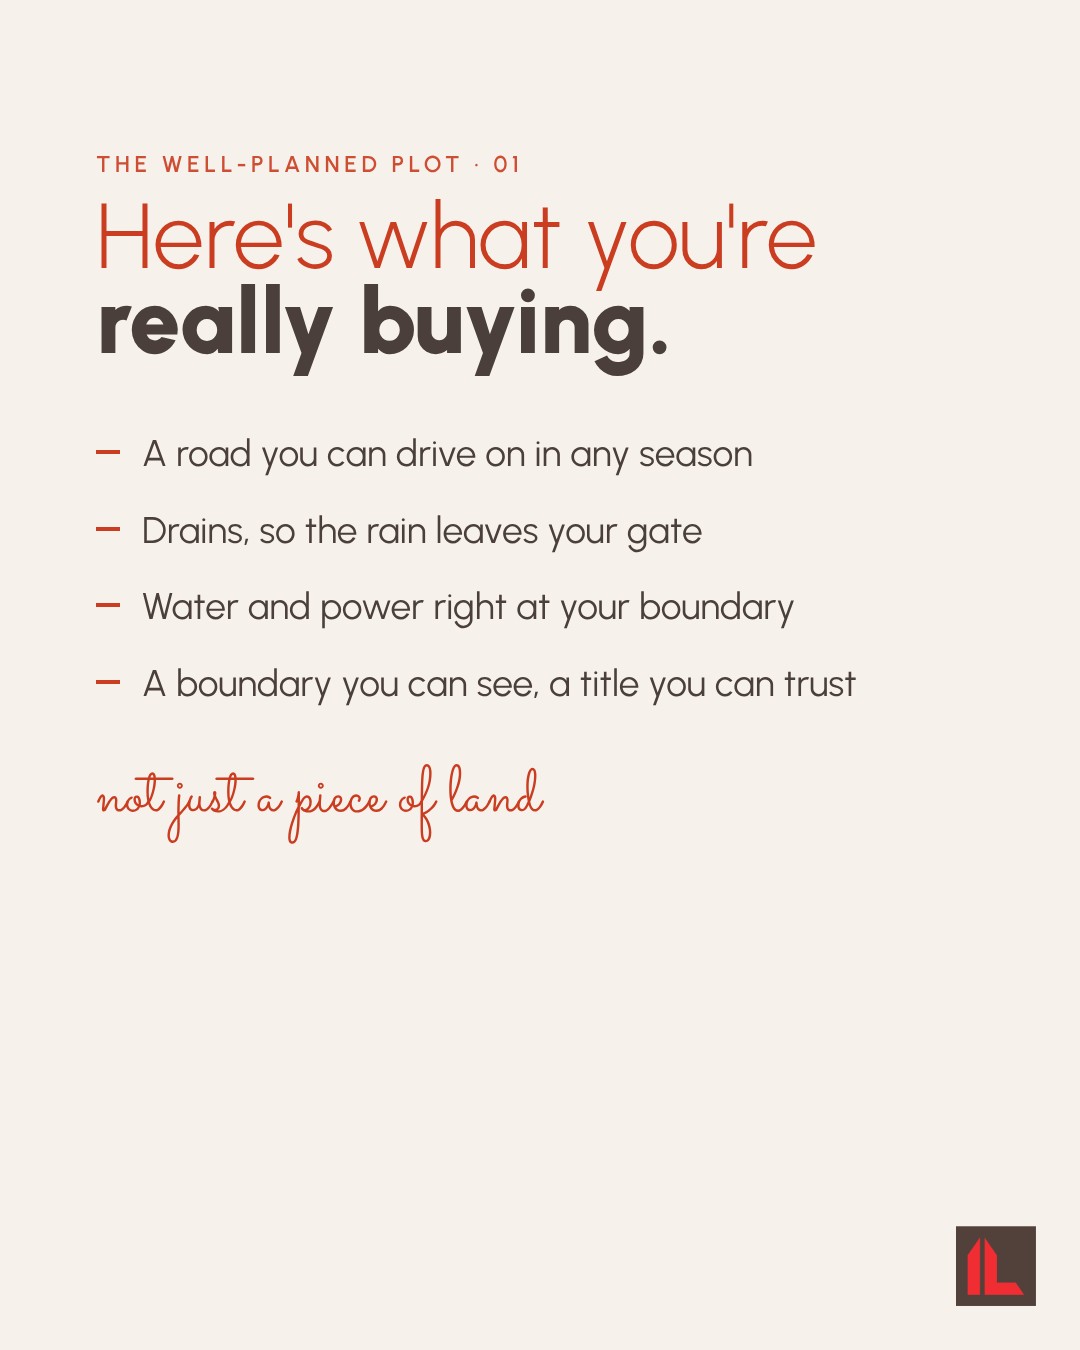 THE WELL-PLANNED PLOT · 01
Here's what you're
really buying.
– A road you can drive on in any season
– Drains, so the rain leaves your gate
– Water and power right at your boundary
– A boundary you can see, a title you can trust
not just a piece of land
IL